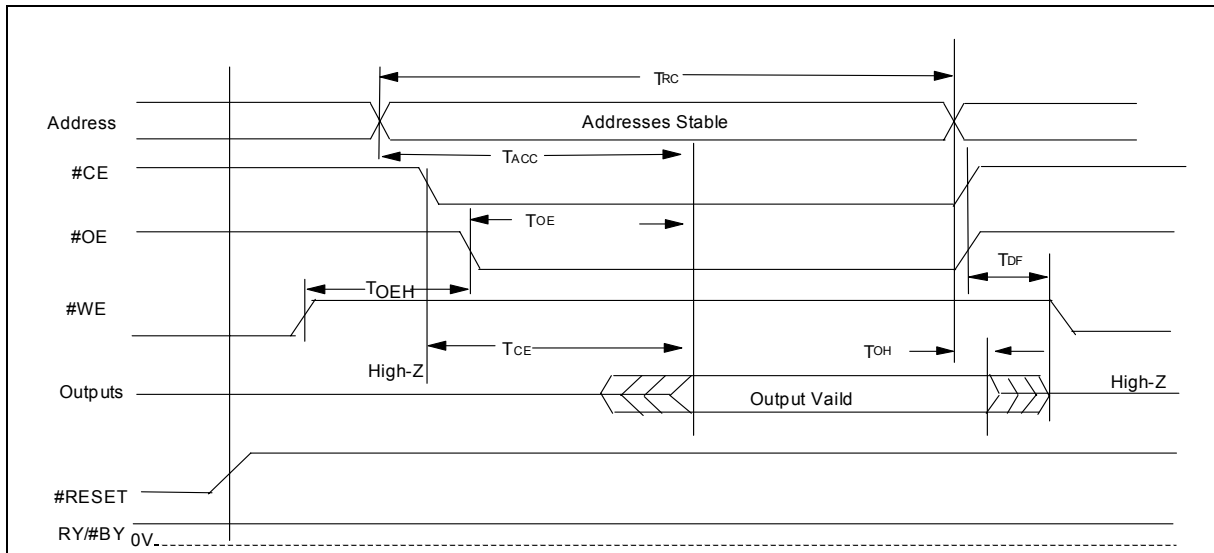 TRC
Address
Addresses Stable
TACC
#CE
TOE
#OE
TDF
TOEH
#WE
TCE
TOH
High-Z
High-Z
Outputs
Output Vaild
#RESET
RY/#BY
0V